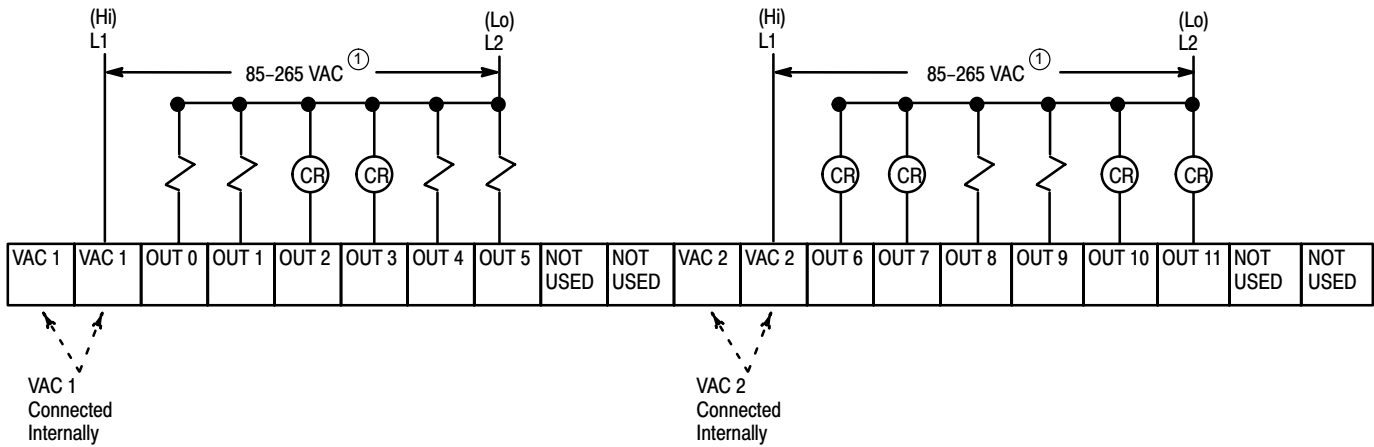 (Hi)
L1
(Lo)
L2
85–265 VAC ①
(Hi)
L1
(Lo)
L2
85–265 VAC ①
CR CR
CR CR CR CR
VAC 1 VAC 1 OUT 0 OUT 1 OUT 2 OUT 3 OUT 4 OUT 5 NOT USED NOT USED VAC 2 VAC 2 OUT 6 OUT 7 OUT 8 OUT 9 OUT 10 OUT 11 NOT USED NOT USED
VAC 1
Connected
Internally
VAC 2
Connected
Internally